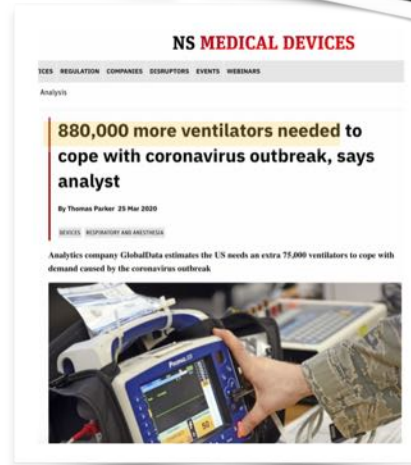 NS MEDICAL DEVICES
ICES REGULATION COMPANIES DISRUPTORS EVENTS WEBINARS
Analysis
880,000 more ventilators needed to
cope with coronavirus outbreak, says
analyst
By Thomas Parker 25 Mar 2020
DEVICES RESPIRATORY AND ANESTHESIA
Analytics company GlobalData estimates the US needs an extra 75,000 ventilators to cope with
demand caused by the coronavirus outbreak